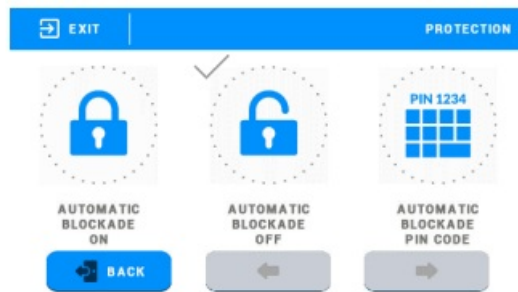 EXIT
PROTECTION
PIN 1234
AUTOMATIC
BLOCKADE
ON
AUTOMATIC
BLOCKADE
OFF
AUTOMATIC
BLOCKADE
PIN CODE
BACK